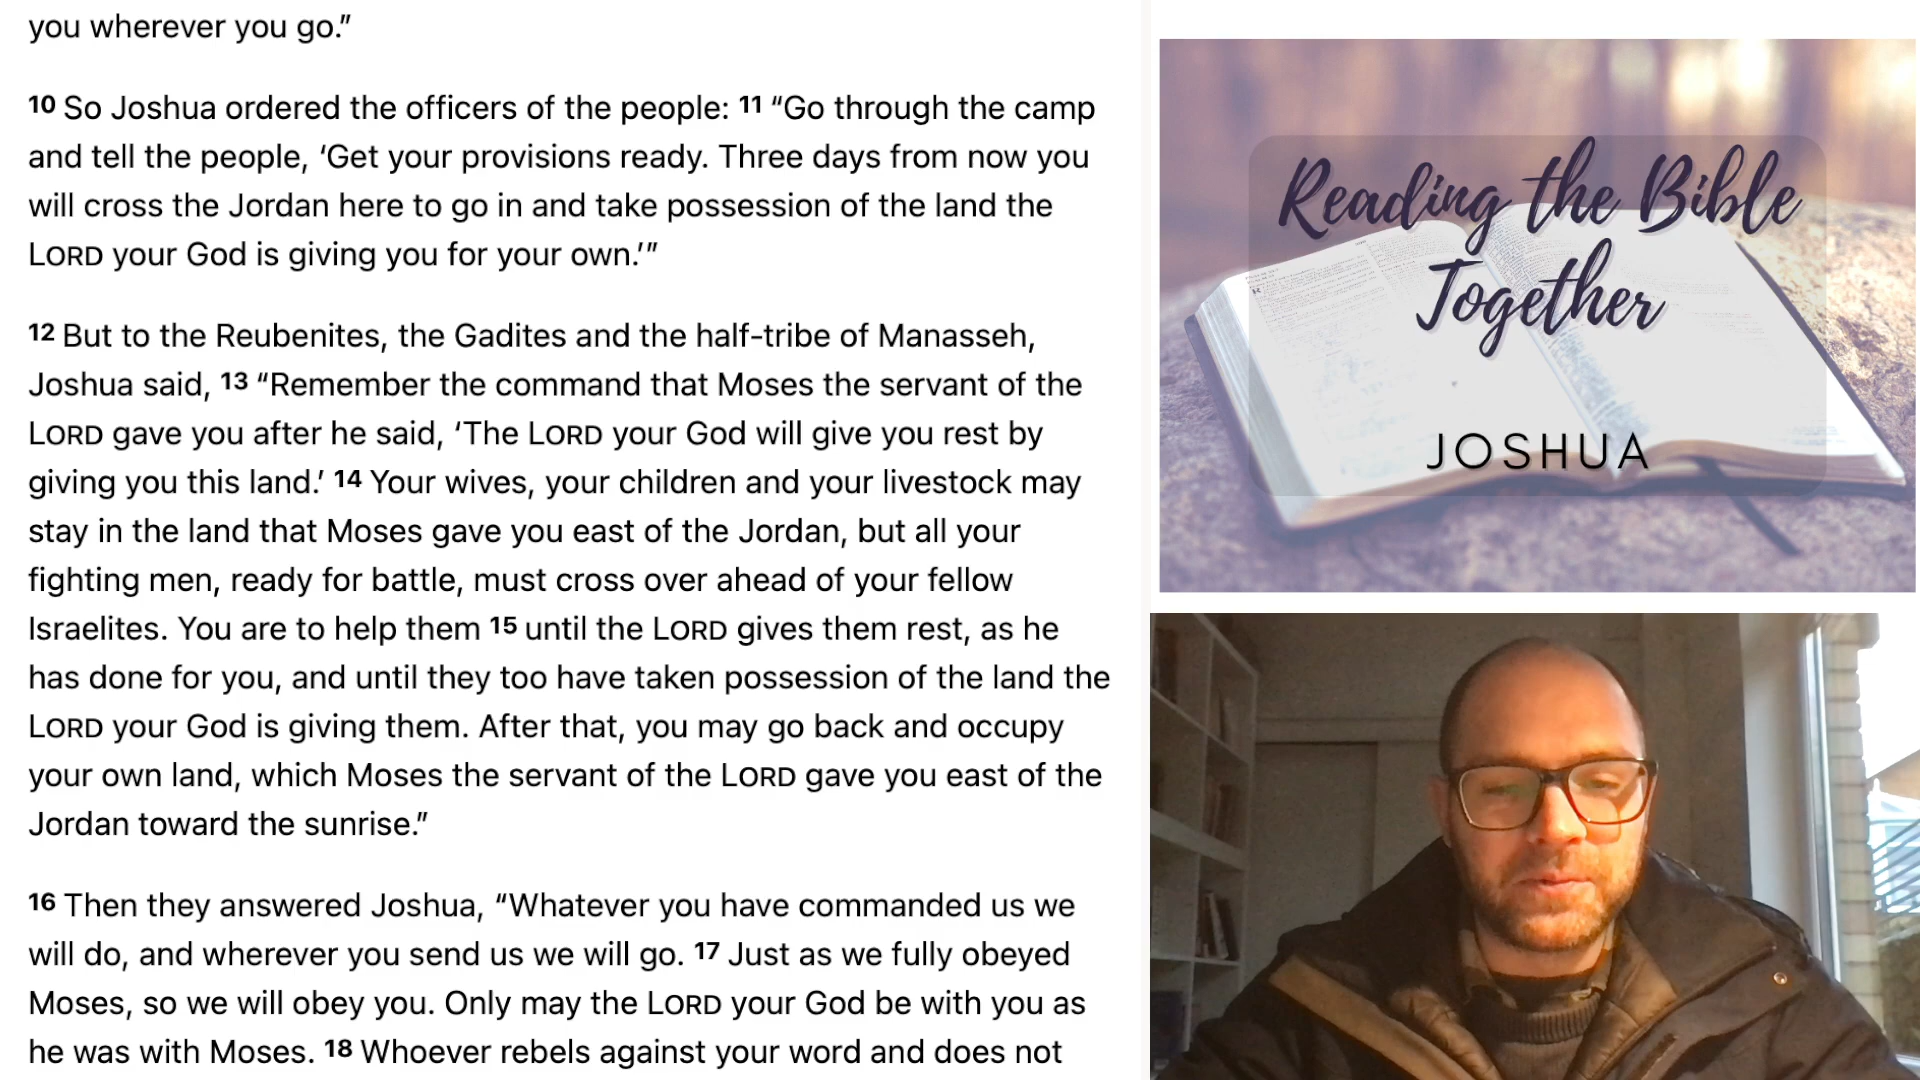 you wherever you go.”
10 So Joshua ordered the officers of the people: 11 “Go through the camp
and tell the people, ‘Get your provisions ready. Three days from now you
will cross the Jordan here to go in and take possession of the land the
LORD your God is giving you for your own.’”
12 But to the Reubenites, the Gadites and the half-tribe of Manasseh,
Joshua said, 13 “Remember the command that Moses the servant of the
LORD gave you after he said, ‘The LORD your God will give you rest by
giving you this land.’ 14 Your wives, your children and your livestock may
stay in the land that Moses gave you east of the Jordan, but all your
fighting men, ready for battle, must cross over ahead of your fellow
Israelites. You are to help them 15 until the LORD gives them rest, as he
has done for you, and until they too have taken possession of the land the
LORD your God is giving them. After that, you may go back and occupy
your own land, which Moses the servant of the LORD gave you east of the
Jordan toward the sunrise.”
16 Then they answered Joshua, “Whatever you have commanded us we
will do, and wherever you send us we will go. 17 Just as we fully obeyed
Moses, so we will obey you. Only may the LORD your God be with you as
he was with Moses. 18 Whoever rebels against your word and does not
Reading the Bible
Together
JOSHUA